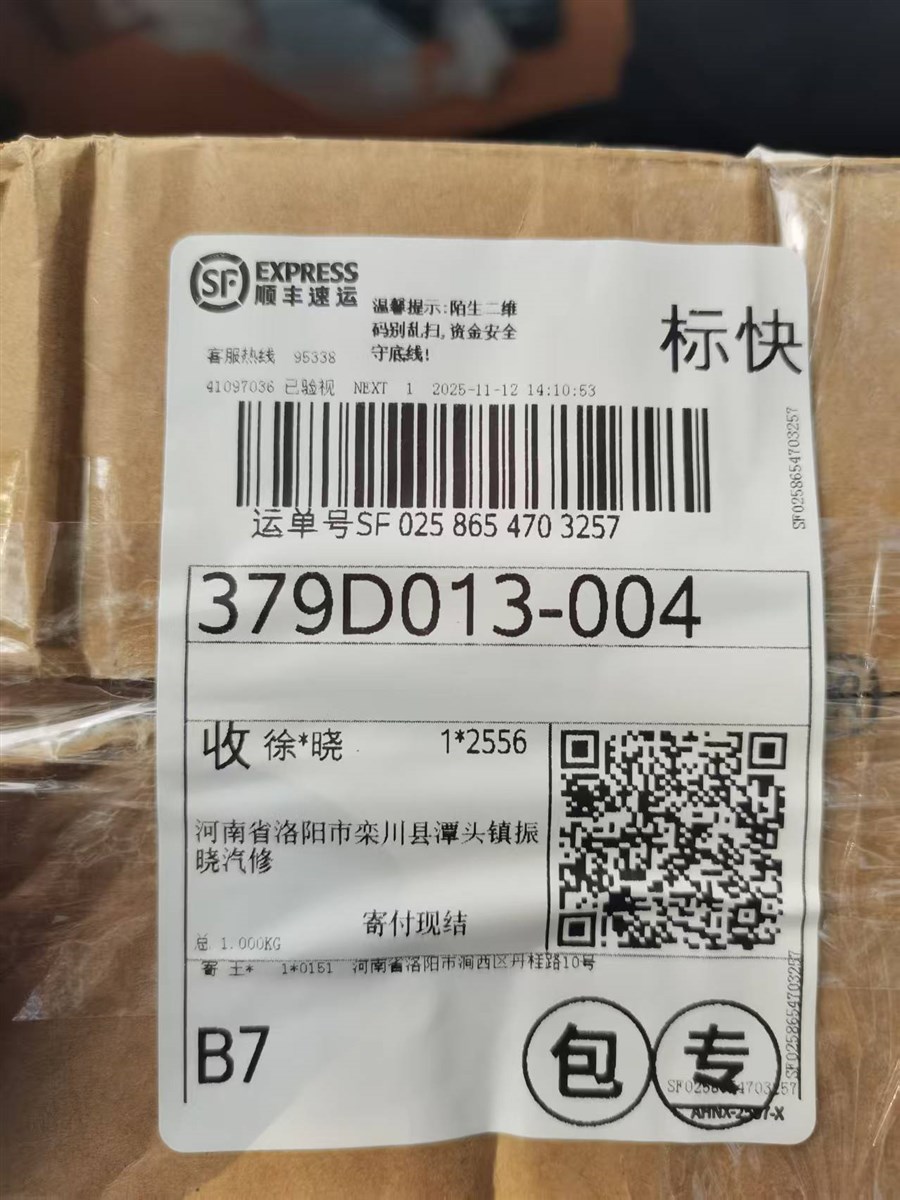 SF EXPRESS
顺丰速运
温馨提示:陌生二维
码别乱扫,资金安全
守底线!
标快
客服热线 95338
41097036 已验视 NEXT 1 2025-11-12 14:10:53
SF0258654703257
运单号SF 025 865 470 3257
379D013-004
收 徐*晓 1*2556
河南省洛阳市栾川县潭头镇振
晓汽修
寄付现结
总 1.000KG
寄 王* 1*0151 河南省洛阳市涧西区丹桂路10号
SF0258654703257
B7
包 专
SF0258654703257